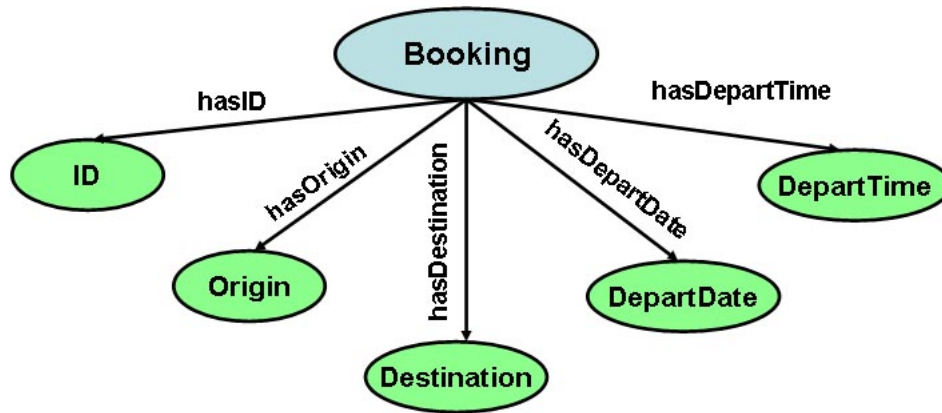 Booking
hasID
hasDepartTime
hasOrigin
hasDestination
hasDepartDate
ID
DepartTime
Origin
DepartDate
Destination